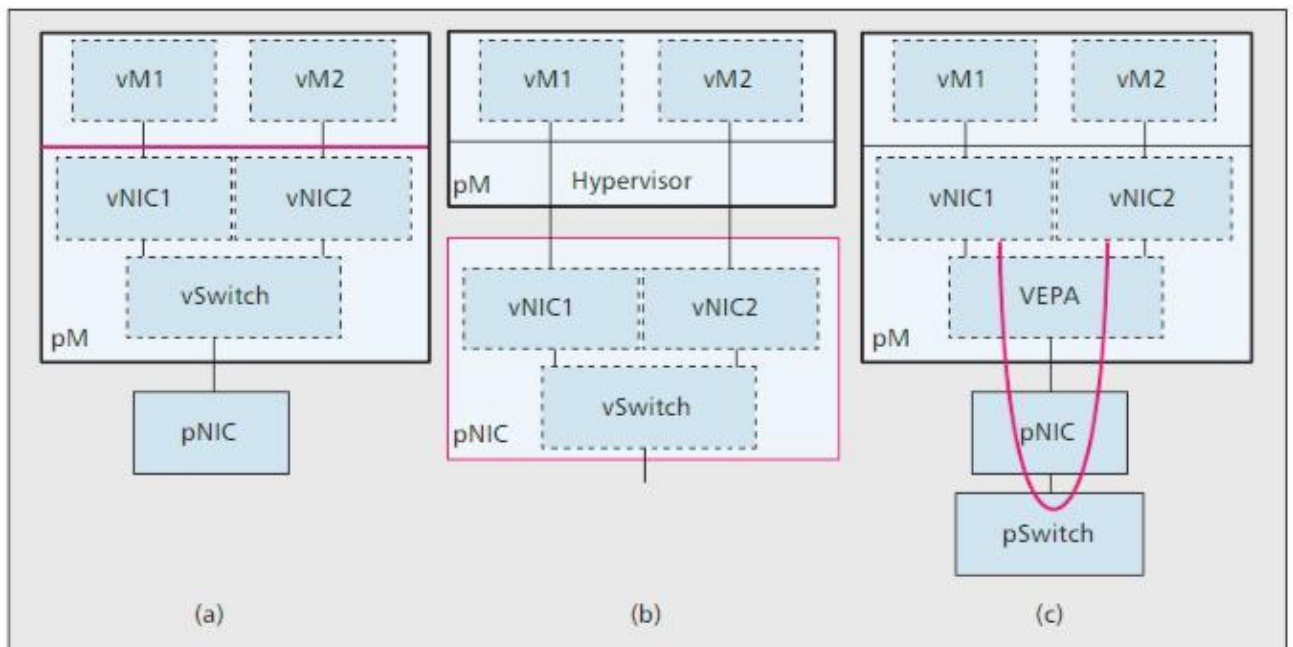 vM1
vM2
vNIC1
vNIC2
vSwitch
pM
pNIC
(a)
vM1
vM2
pM
Hypervisor
vNIC1
vNIC2
vSwitch
pNIC
(b)
vM1
vM2
vNIC1
vNIC2
VEPA
pM
pNIC
pSwitch
(c)